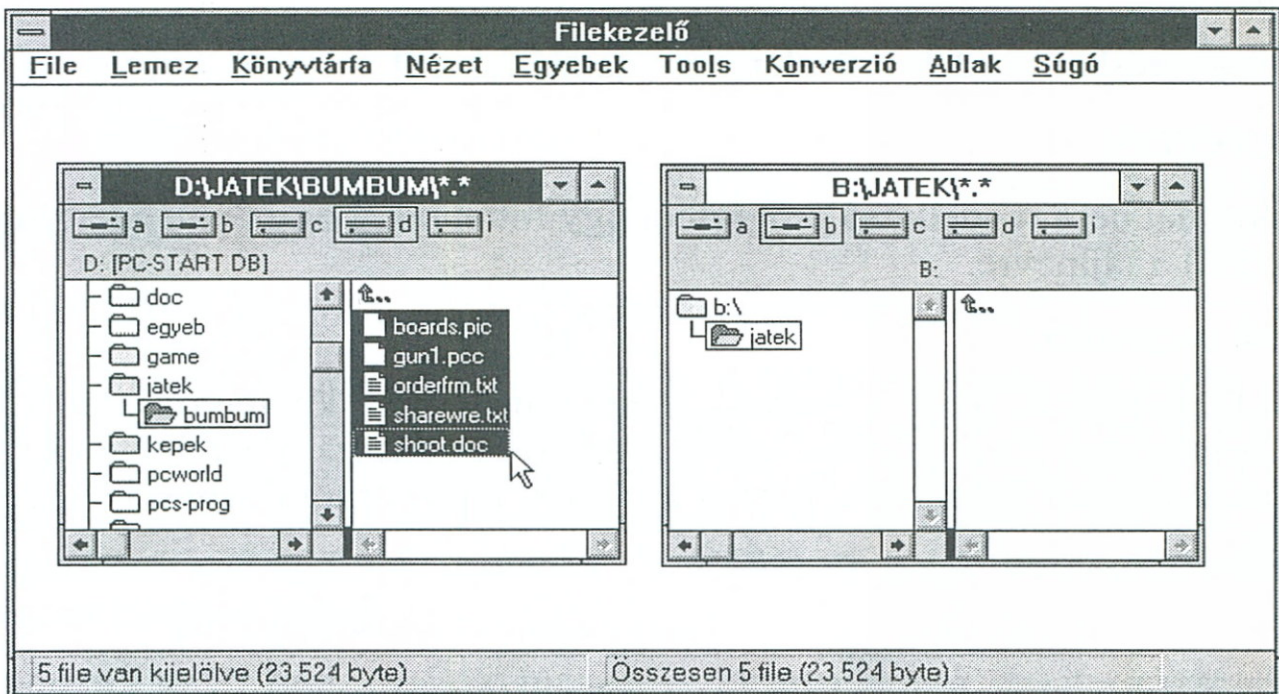 Filekezelő
File Lemez Könyvtárfa Nézet Egyebek Tools Konverzió Ablak Súgó
D:\JATEK\BUMBUM\*.*
a b c d i
D: [PC-START DB]
doc
egyeb
game
jatek
bumbum
kepek
pcworld
pcs-prog
..
boards.pic
gun1.pcc
orderfrm.txt
sharewre.txt
shoot.doc
B:\JATEK\*.*
a b c d i
B:
b:\
jatek
..
5 file van kijelölve (23 524 byte)
Összesen 5 file (23 524 byte)